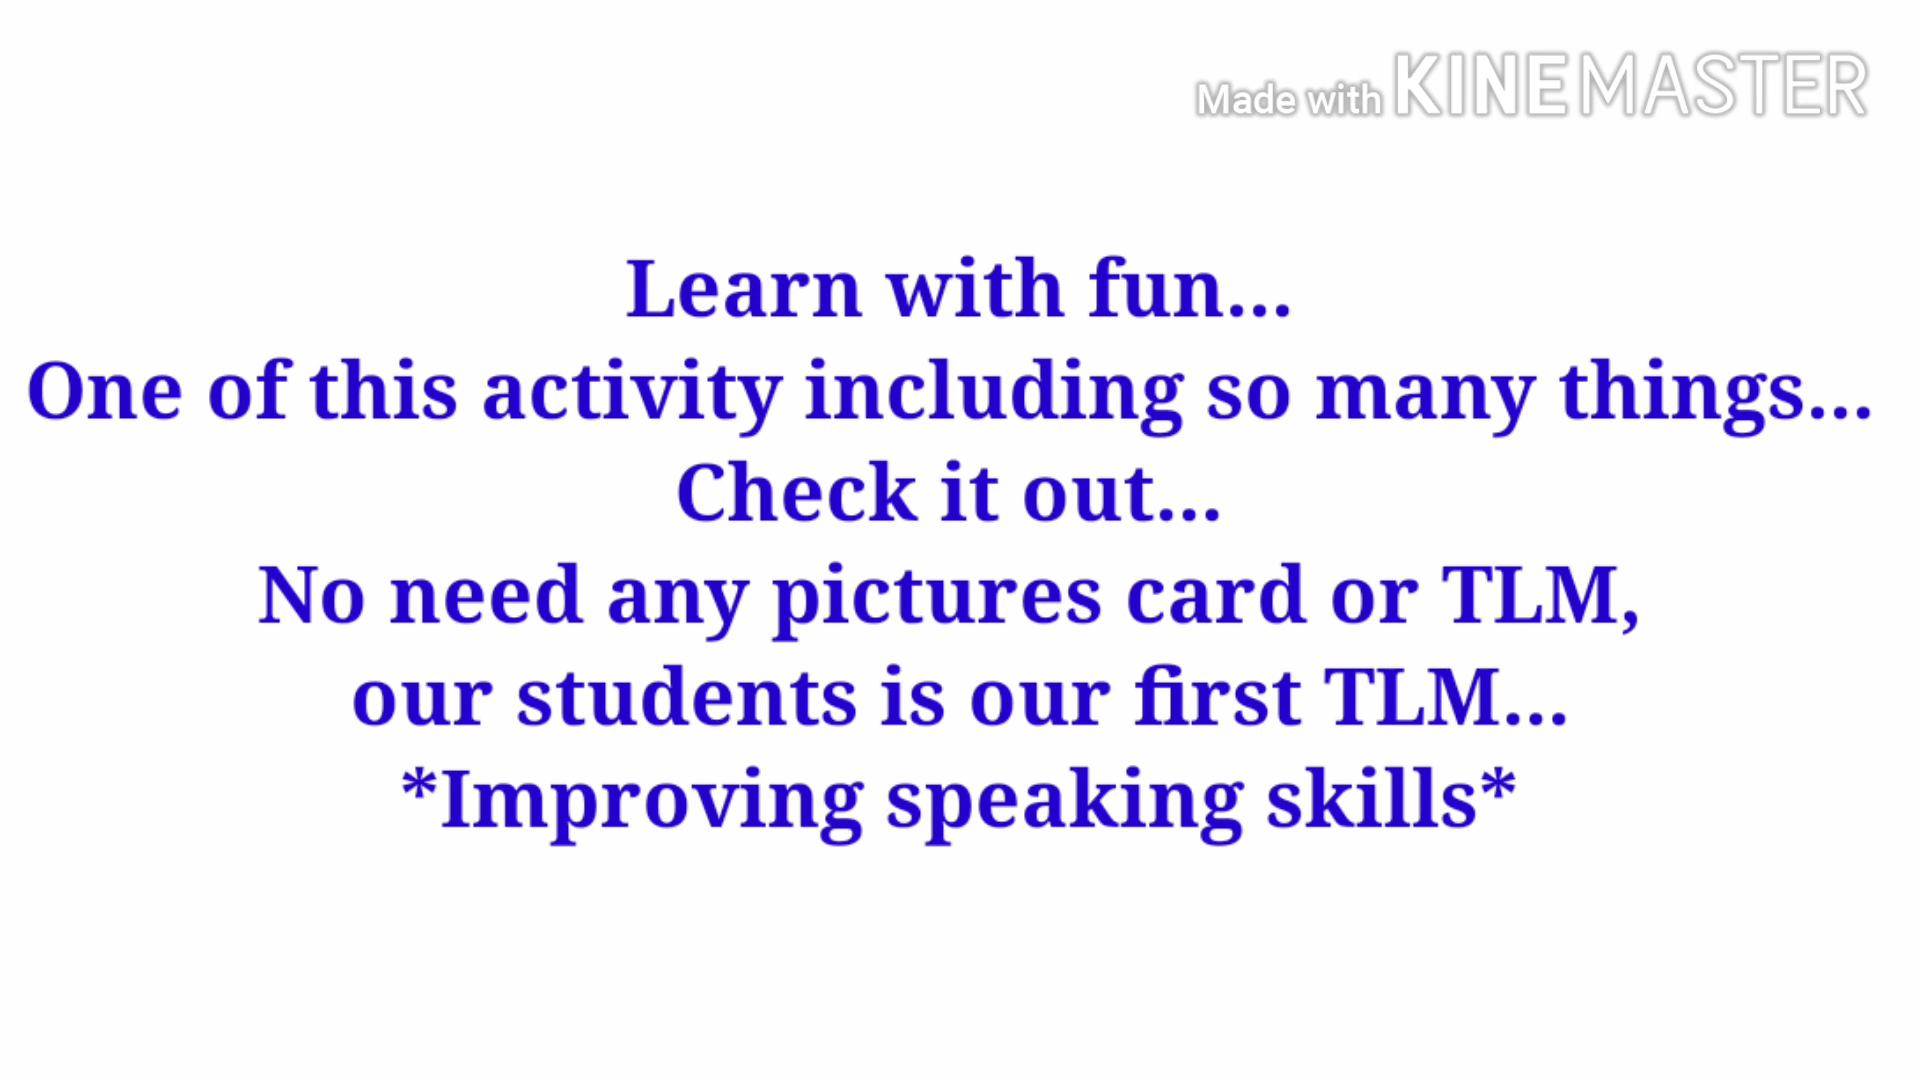 Made with KINEMASTER
Learn with fun...
One of this activity including so many things...
Check it out...
No need any pictures card or TLM,
our students is our first TLM...
*Improving speaking skills*